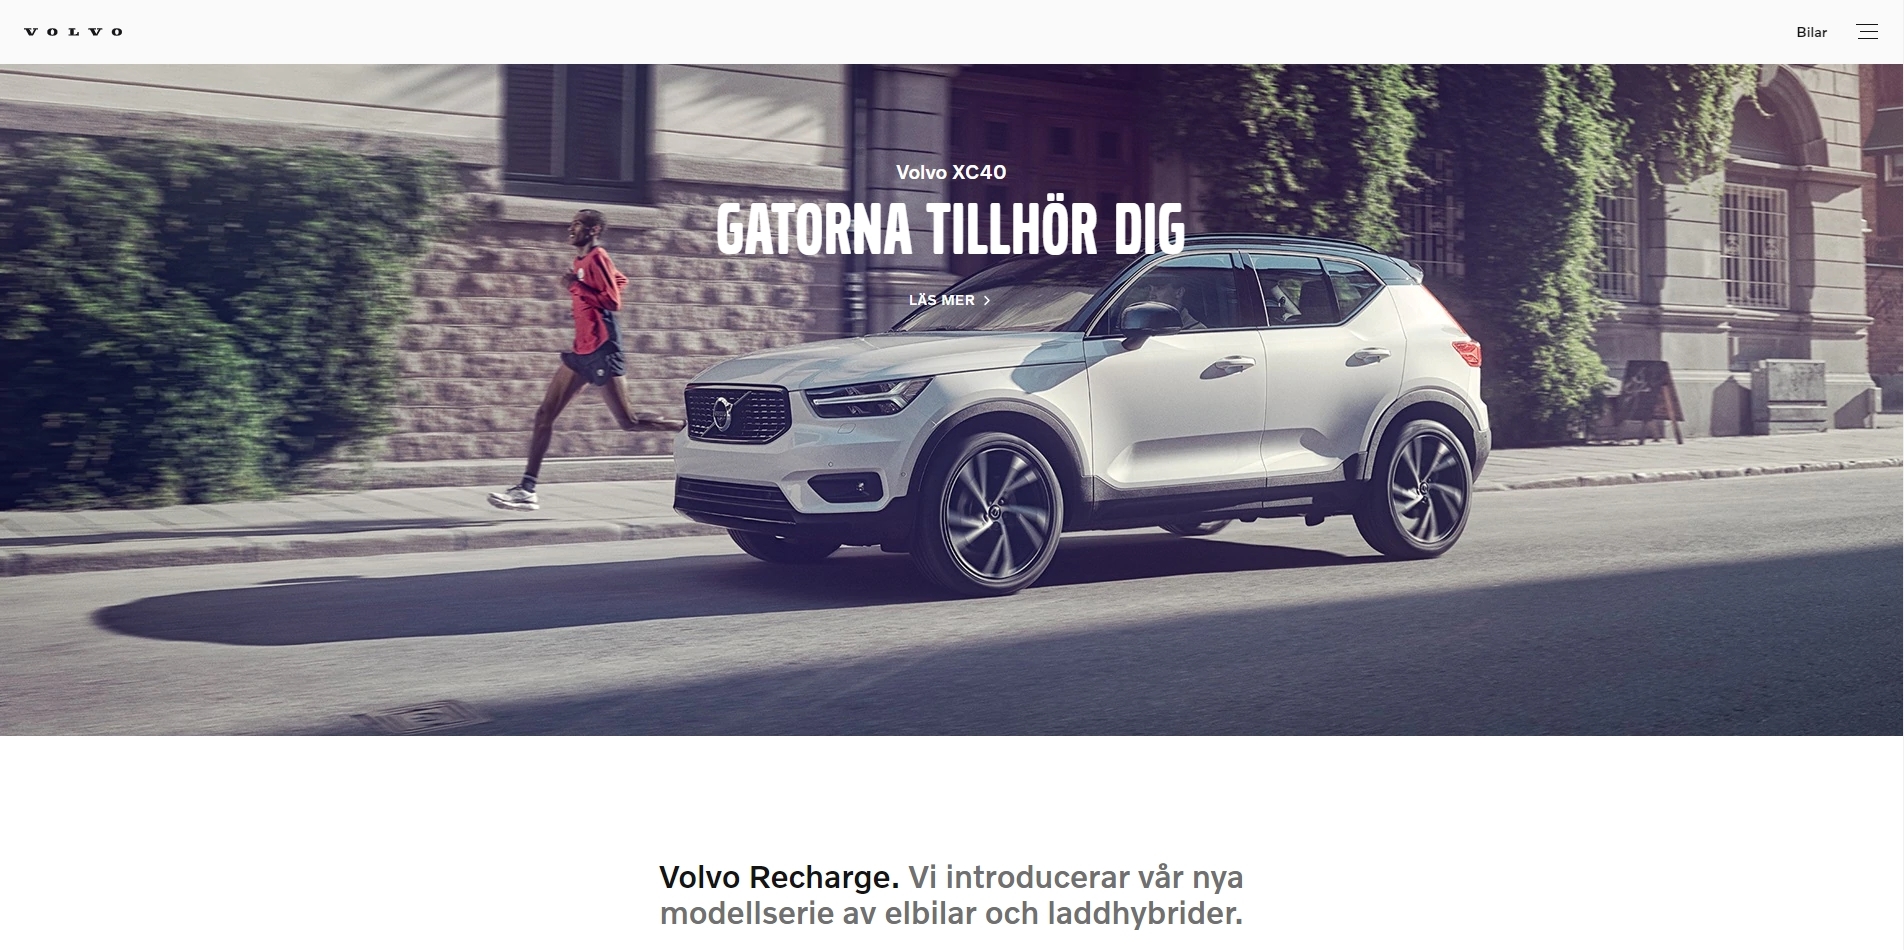 VOLVO
Bilar
Volvo XC40
GATORNA TILLHÖR DIG
LÄS MER
Volvo Recharge. Vi introducerar vår nya
modellserie av elbilar och laddhybrider.